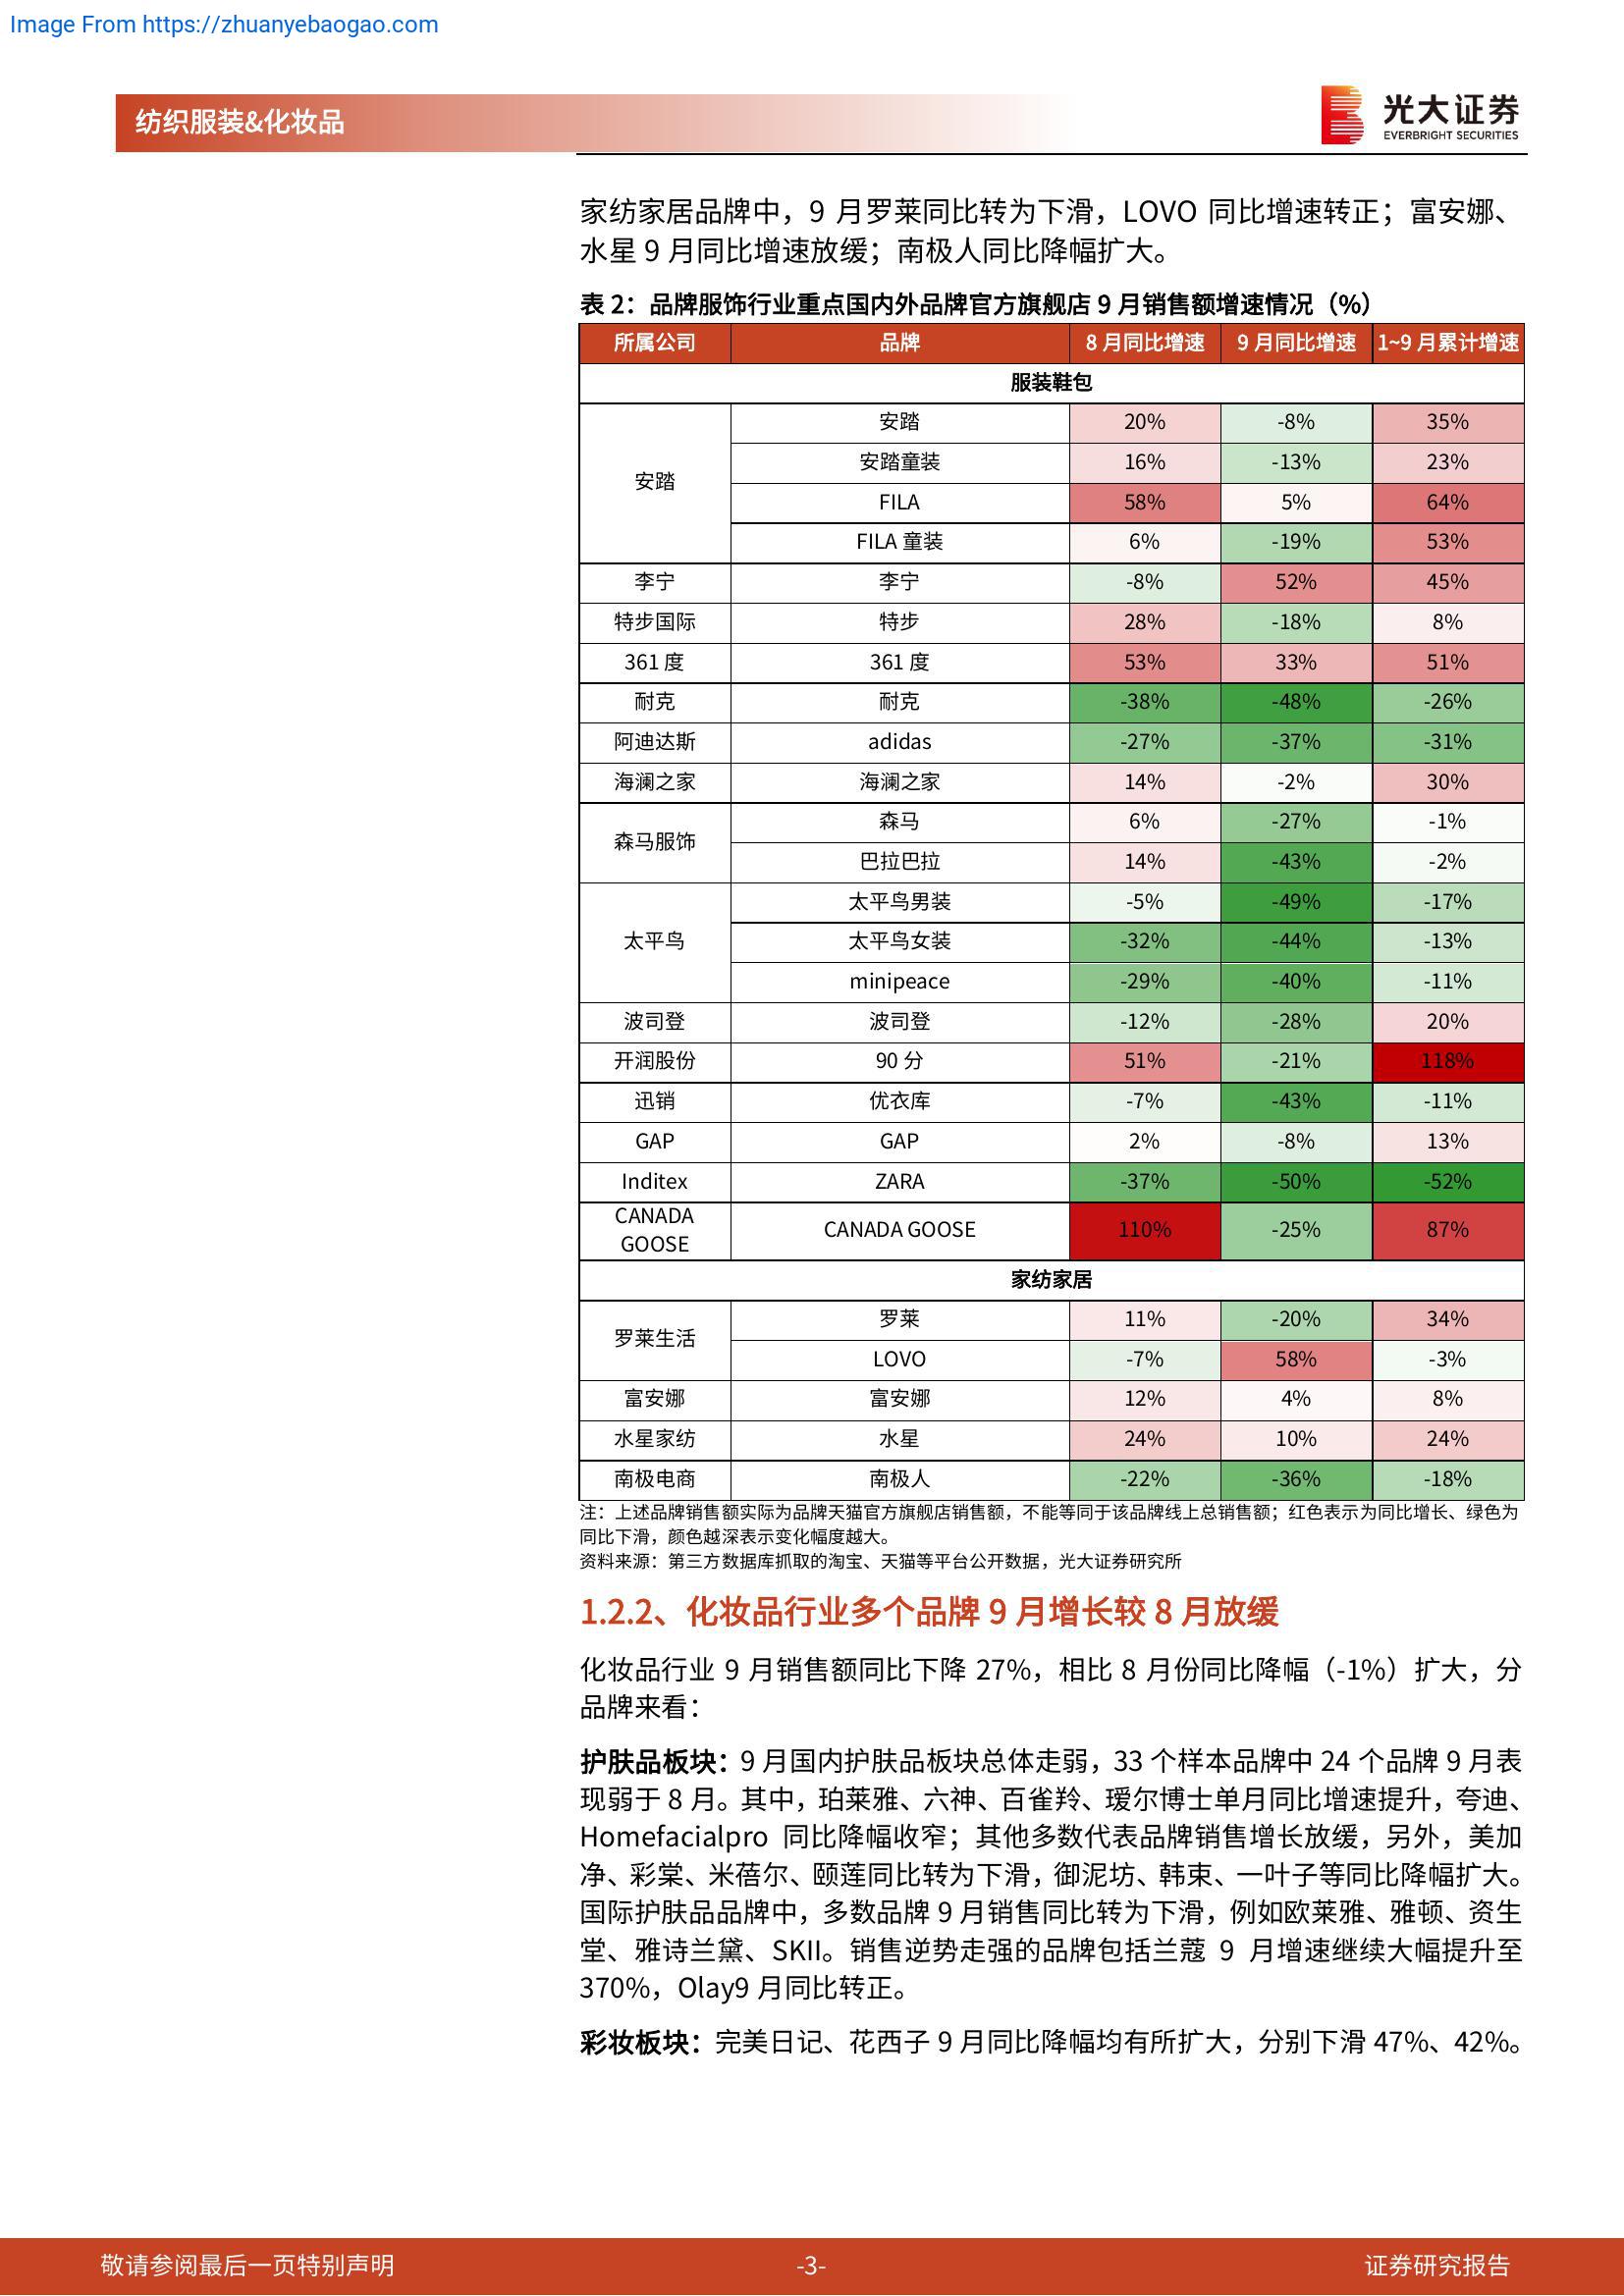 Image From https://zhuanyebaogao.com
纺织服装&化妆品
光大证券
EVERBRIGHT SECURITIES
家纺家居品牌中，9 月罗莱同比转为下滑，LOVO 同比增速转正；富安娜、
水星 9 月同比增速放缓；南极人同比降幅扩大。
表 2：品牌服饰行业重点国内外品牌官方旗舰店 9 月销售额增速情况（%）
所属公司 品牌 8 月同比增速 9 月同比增速 1~9 月累计增速
服装鞋包
安踏 安踏 20% -8% 35%
安踏童装 16% -13% 23%
FILA 58% 5% 64%
FILA 童装 6% -19% 53%
李宁 李宁 -8% 52% 45%
特步国际 特步 28% -18% 8%
361 度 361 度 53% 33% 51%
耐克 耐克 -38% -48% -26%
阿迪达斯 adidas -27% -37% -31%
海澜之家 海澜之家 14% -2% 30%
森马服饰 森马 6% -27% -1%
巴拉巴拉 14% -43% -2%
太平鸟 太平鸟男装 -5% -49% -17%
太平鸟女装 -32% -44% -13%
minipeace -29% -40% -11%
波司登 波司登 -12% -28% 20%
开润股份 90 分 51% -21% 118%
迅销 优衣库 -7% -43% -11%
GAP GAP 2% -8% 13%
Inditex ZARA -37% -50% -52%
CANADA
GOOSE CANADA GOOSE 110% -25% 87%
家纺家居
罗莱生活 罗莱 11% -20% 34%
LOVO -7% 58% -3%
富安娜 富安娜 12% 4% 8%
水星家纺 水星 24% 10% 24%
南极电商 南极人 -22% -36% -18%
注：上述品牌销售额实际为品牌天猫官方旗舰店销售额，不能等同于该品牌线上总销售额；红色表示为同比增长、绿色为
同比下滑，颜色越深表示变化幅度越大。
资料来源：第三方数据库抓取的淘宝、天猫等平台公开数据，光大证券研究所
1.2.2、化妆品行业多个品牌 9 月增长较 8 月放缓
化妆品行业 9 月销售额同比下降 27%，相比 8 月份同比降幅（-1%）扩大，分
品牌来看：
护肤品板块：9 月国内护肤品板块总体走弱，33 个样本品牌中 24 个品牌 9 月表
现弱于 8 月。其中，珀莱雅、六神、百雀羚、瑷尔博士单月同比增速提升，夸迪、
Homefacialpro 同比降幅收窄；其他多数代表品牌销售增长放缓，另外，美加
净、彩棠、米蓓尔、颐莲同比转为下滑，御泥坊、韩束、一叶子等同比降幅扩大。
国际护肤品品牌中，多数品牌 9 月销售同比转为下滑，例如欧莱雅、雅顿、资生
堂、雅诗兰黛、SKII。销售逆势走强的品牌包括兰蔻 9 月增速继续大幅提升至
370%，Olay9 月同比转正。
彩妆板块：完美日记、花西子 9 月同比降幅均有所扩大，分别下滑 47%、42%。
敬请参阅最后一页特别声明 -3- 证券研究报告